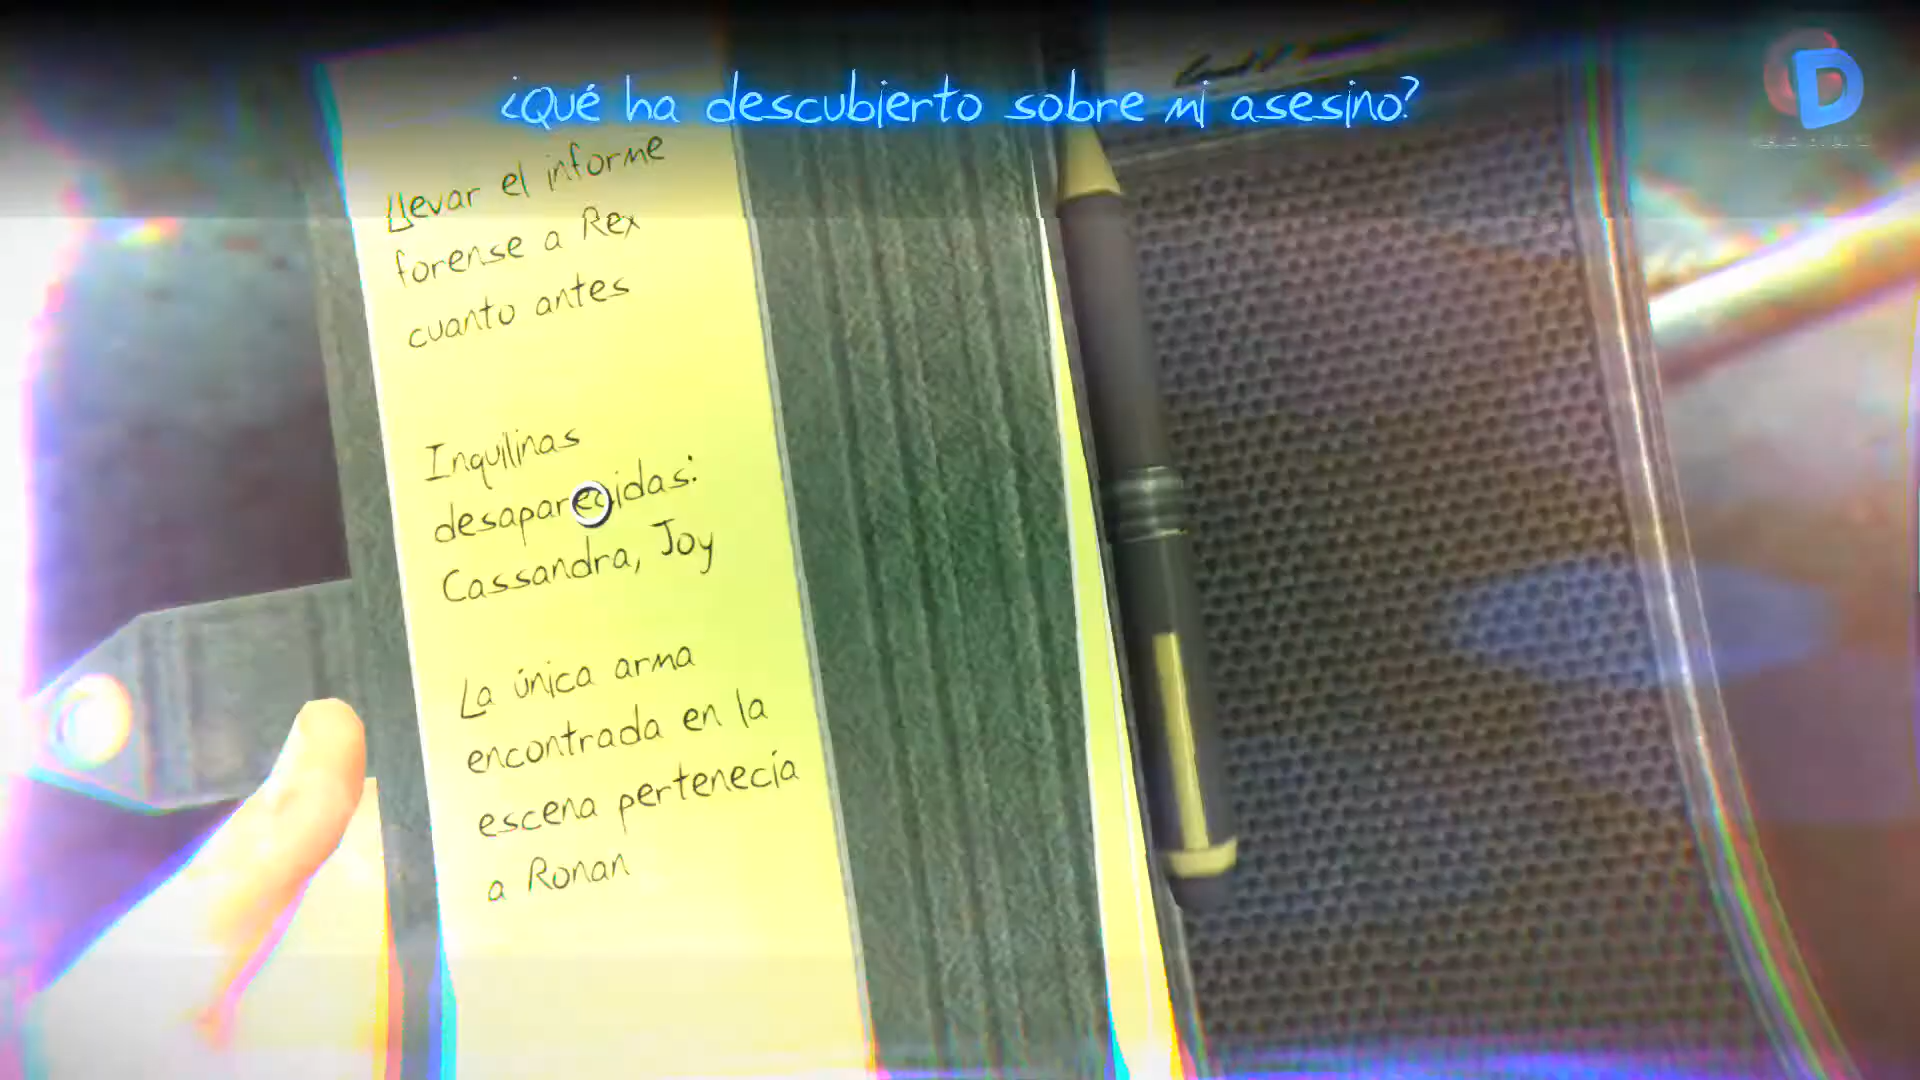 ¿Qué ha descubierto sobre mi asesino?
Llevar el informe
forense a Rex
cuanto antes
Inquilinas
desaparecidas:
Cassandra, Joy
La única arma
encontrada en la
escena pertenecía
a Ronan
D